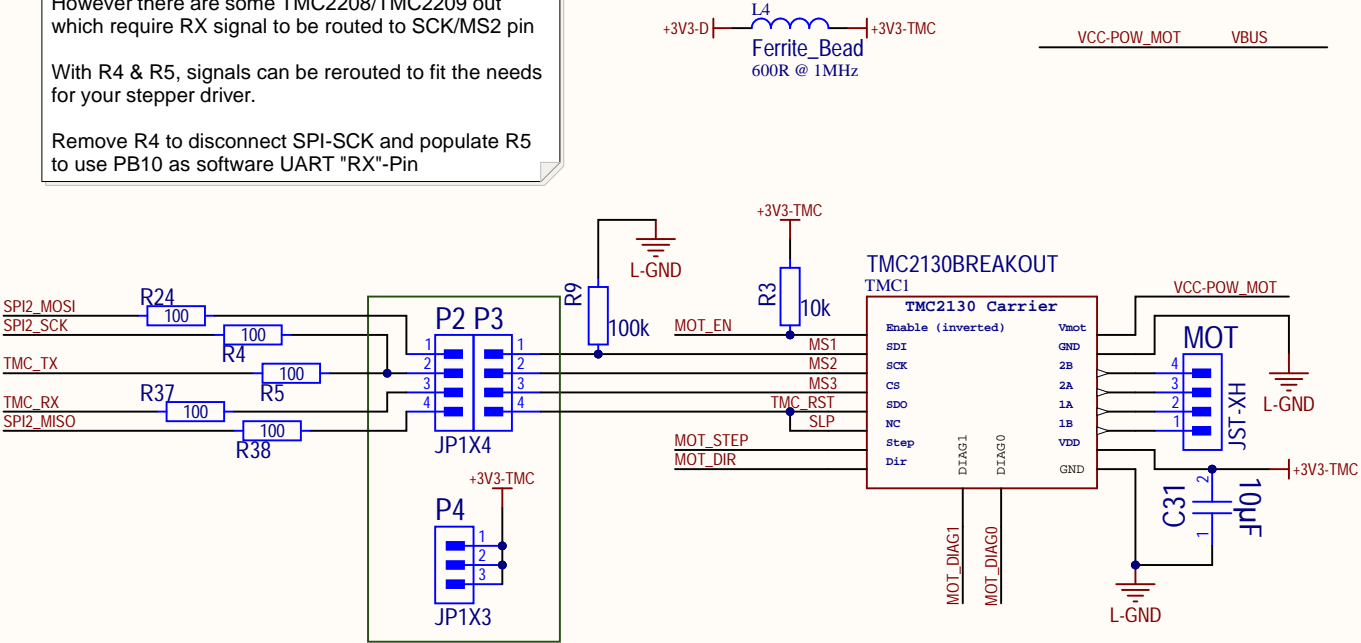 However there are some TMC2208/TMC2209 out
which require RX signal to be routed to SCK/MS2 pin
With R4 & R5, signals can be rerouted to fit the needs
for your stepper driver.
Remove R4 to disconnect SPI-SCK and populate R5
to use PB10 as software UART "RX"-Pin
L4
+3V3-D
+3V3-TMC
Ferrite_Bead
600R @ 1MHz
VCC-POW_MOT VBUS
+3V3-TMC
L-GND
R9
100k
R3
10k
TMC2130BREAKOUT
TMC1
TMC2130 Carrier
Enable (inverted)
SDI
SCK
CS
SDO
NC
Step
Dir
DIAG1
DIAG0
Vmot
GND
2B
2A
1A
1B
VDD
GND
VCC-POW_MOT
MOT
4
3
2
1
JST-HX
L-GND
SPI2_MOSI
R24
100
SPI2_SCK
100
R4
TMC_TX
100
R5
TMC_RX
R37
100
SPI2_MISO
100
R38
P2 P3
1
2
3
4
1
2
3
4
JP1X4
MOT_EN
MS1
MS2
MS3
TMC_RST
SLP
MOT_STEP
MOT_DIR
+3V3-TMC
P4
1
2
3
JP1X3
MOT_DIAG1
MOT_DIAG0
+3V3-TMC
C31
2
1
10µF
L-GND